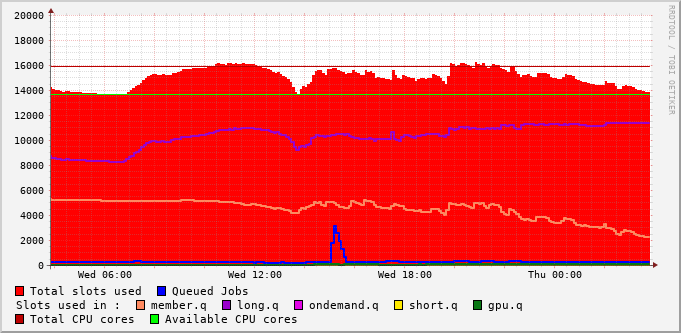 20000
18000
16000
14000
12000
10000
8000
6000
4000
2000
0
Wed 06:00 Wed 12:00 Wed 18:00 Thu 00:00
Total slots used Queued Jobs
Slots used in : member.q long.q ondemand.q short.q gpu.q
Total CPU cores Available CPU cores
RRDTOOL / TOBI OETIKER